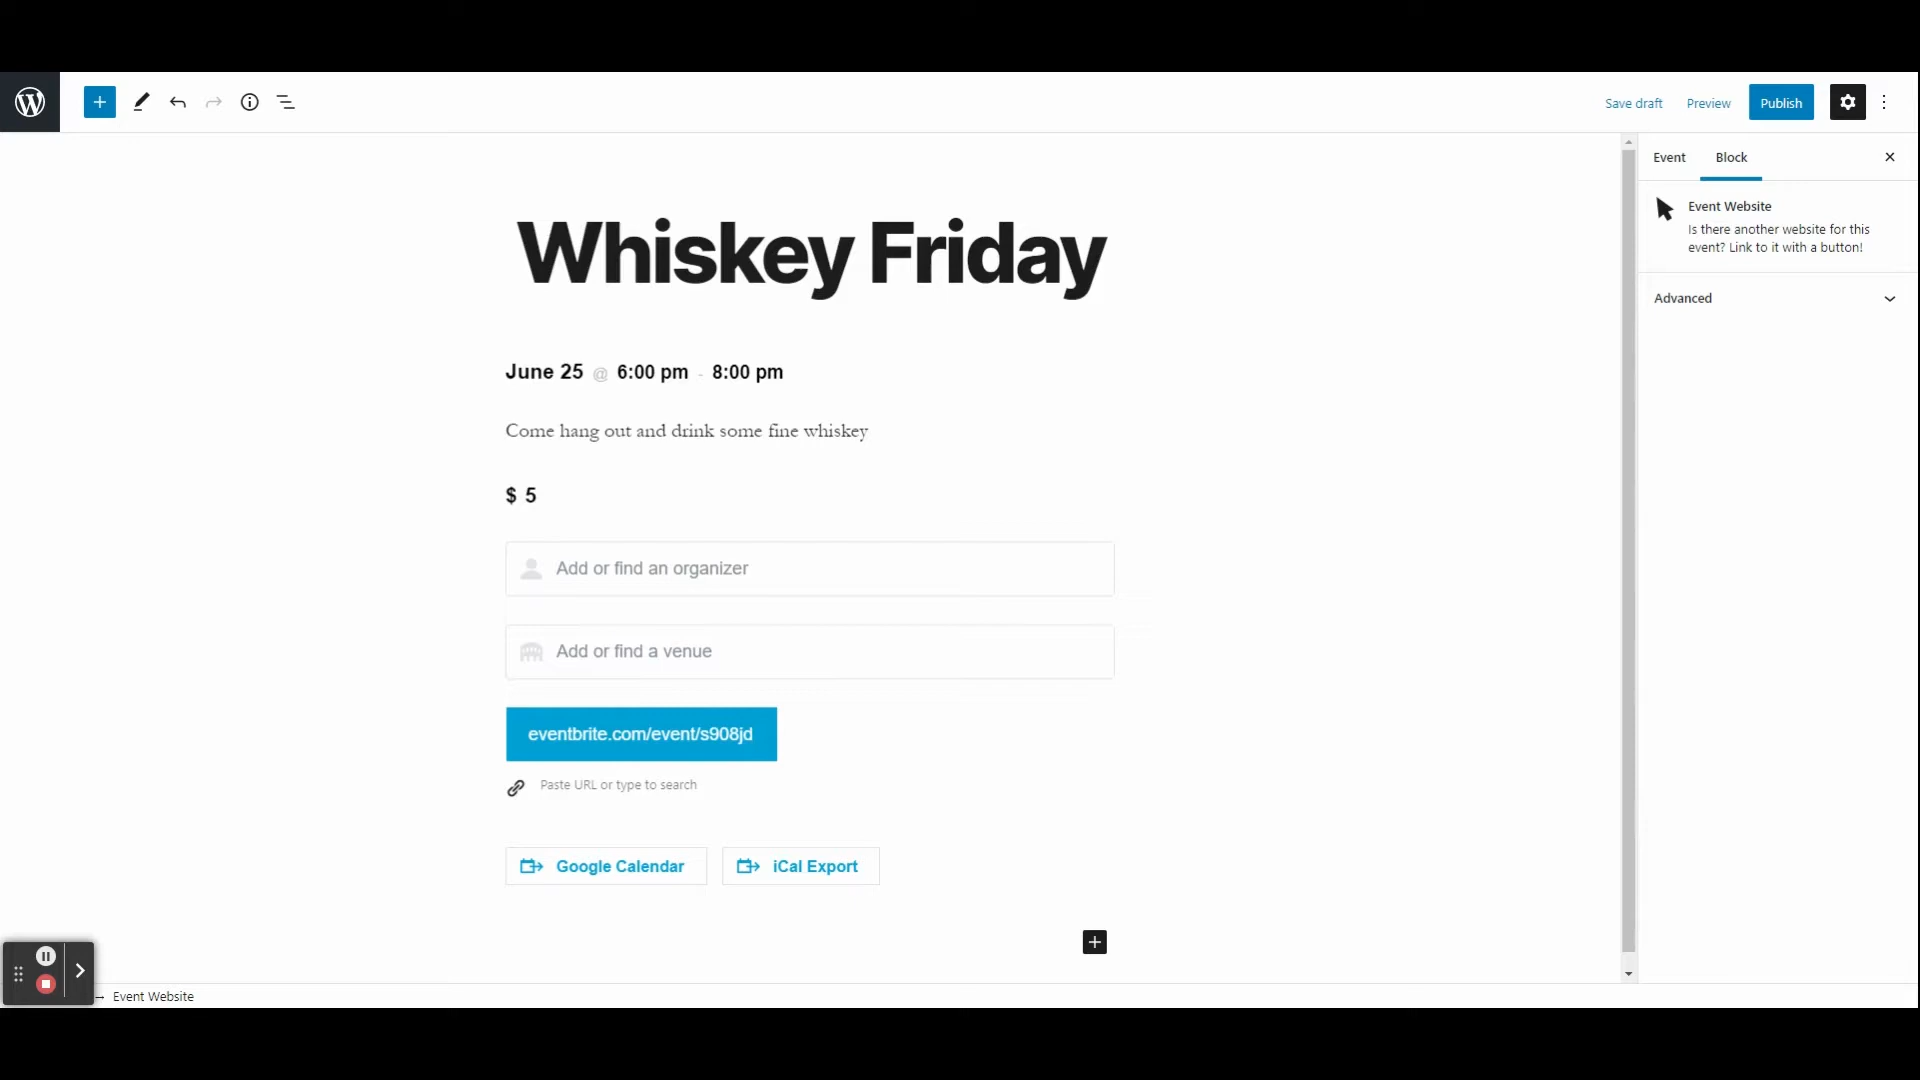 Save draft
Preview
Publish
Event
Block
Event Website
Is there another website for this
event? Link to it with a button!
Advanced
Whiskey Friday
June 25 @ 6:00 pm - 8:00 pm
Come hang out and drink some fine whiskey
$ 5
Add or find an organizer
Add or find a venue
eventbrite.com/event/s908jd
Paste URL or type to search
Google Calendar
iCal Export
→ Event Website